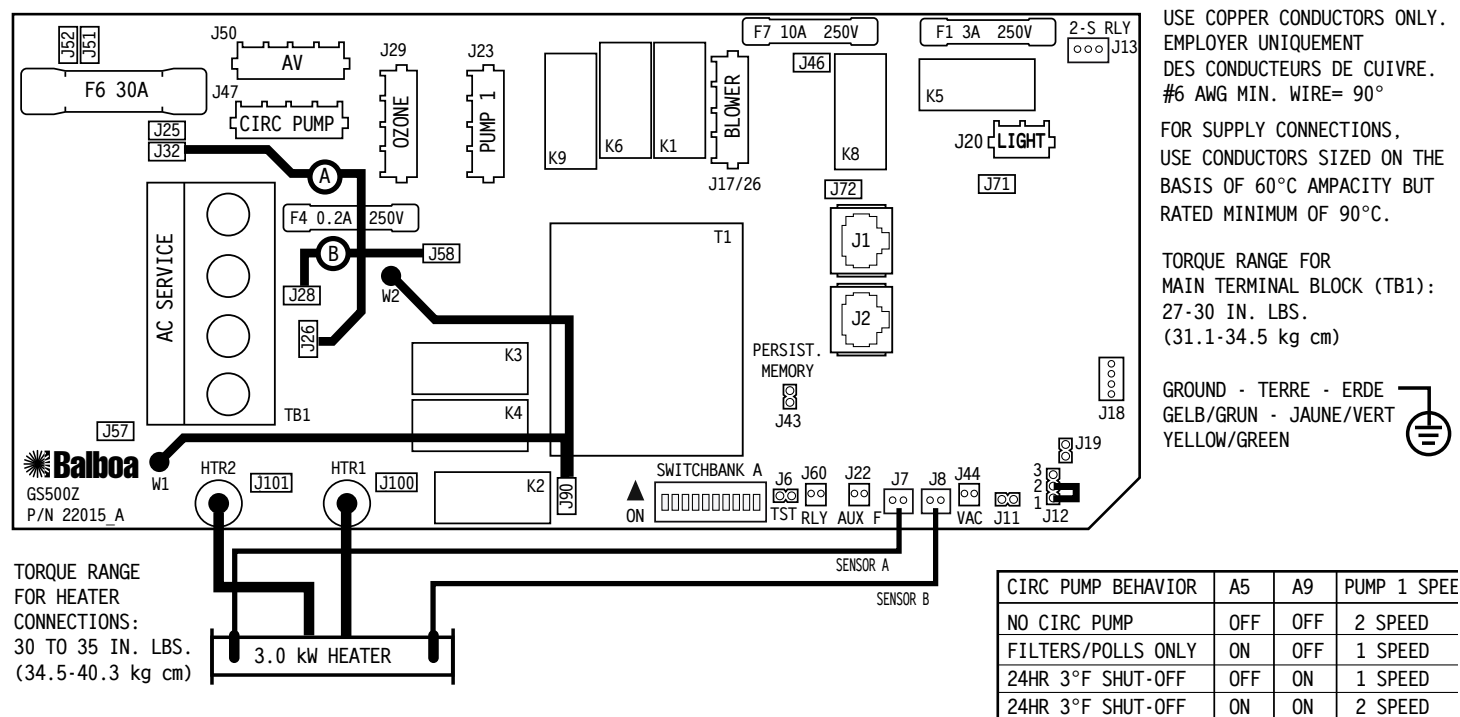 J52
J51
J50
AV
J29
J23
F7 10A 250V
F1 3A 250V
2-S RLY
J13
F6 30A
J47
CIRC PUMP
OZONE
PUMP 1
K9
K6
K1
BLOWER
J17/26
J46
K8
K5
J20
LIGHT
J25
J32
A
J72
J71
F4 0.2A 250V
B
J58
J28
W2
J26
AC SERVICE
TB1
T1
J1
J2
K3
K4
PERSIST.
MEMORY
J43
J18
J19
J57
Balboa
GS500Z
P/N 22015_A
W1
HTR2
J101
HTR1
J100
K2
J90
ON
SWITCHBANK A
J6
TST
J60
RLY
J22
AUX F
J7
J8
J44
VAC
J11
3
2
1
J12
SENSOR A
SENSOR B
TORQUE RANGE
FOR HEATER
CONNECTIONS:
30 TO 35 IN. LBS.
(34.5-40.3 kg cm)
3.0 kW HEATER
USE COPPER CONDUCTORS ONLY.
EMPLOYER UNIQUEMENT
DES CONDUCTEURS DE CUIVRE.
#6 AWG MIN. WIRE= 90°
FOR SUPPLY CONNECTIONS,
USE CONDUCTORS SIZED ON THE
BASIS OF 60°C AMPACITY BUT
RATED MINIMUM OF 90°C.
TORQUE RANGE FOR
MAIN TERMINAL BLOCK (TB1):
27-30 IN. LBS.
(31.1-34.5 kg cm)
GROUND - TERRE - ERDE
GELB/GRUN - JAUNE/VERT
YELLOW/GREEN
CIRC PUMP BEHAVIOR A5 A9 PUMP 1 SPEE
NO CIRC PUMP OFF OFF 2 SPEED
FILTERS/POLLS ONLY ON OFF 1 SPEED
24HR 3°F SHUT-OFF OFF ON 1 SPEED
24HR 3°F SHUT-OFF ON ON 2 SPEED